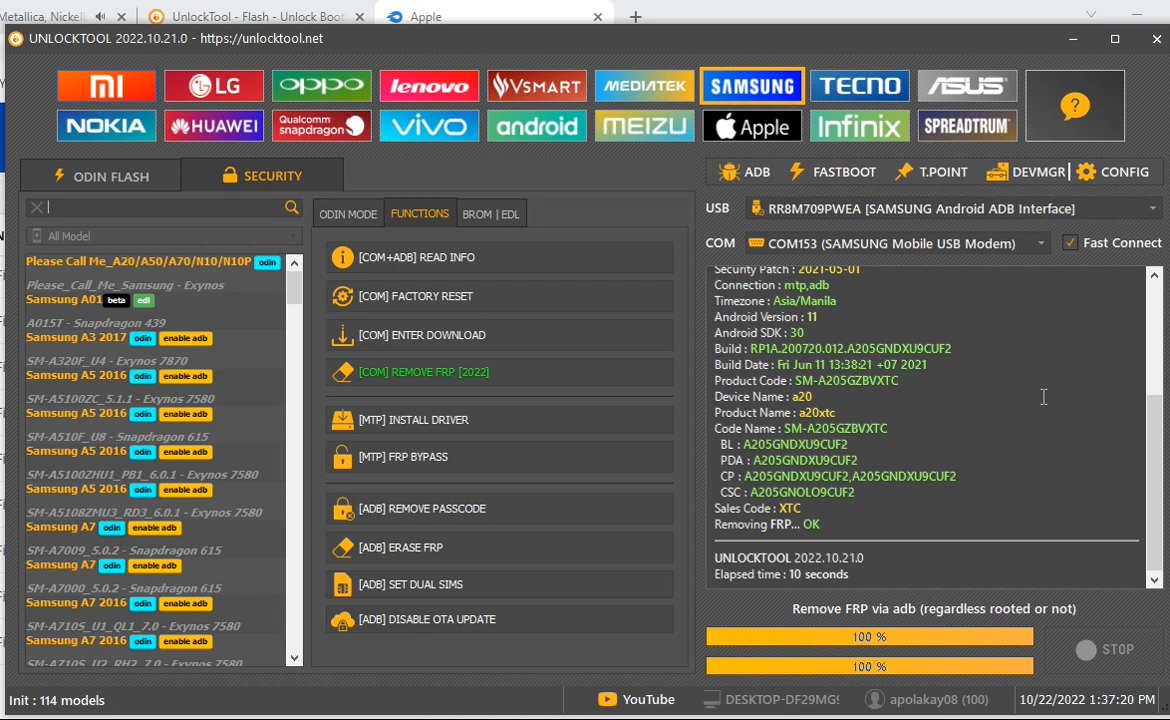 Metallica, Nickel
UnlockTool - Flash - Unlock Boot
Apple
UNLOCKTOOL 2022.10.21.0 - https://unlocktool.net
LG
oppo
lenovo
VSMART
MEDIATEK
SAMSUNG
TECNO
ASUS
NOKIA
HUAWEI
Qualcomm snapdragon
vivo
android
MEIZU
Apple
Infinix
SPREADTRUM
?
ODIN FLASH
SECURITY
ADB
FASTBOOT
T.POINT
DEVMGR
CONFIG
All Model
Please Call Me_A20/A50/A70/N10/N10P odin
Please_Call_Me_Samsung - Exynos
Samsung A01 beta edl
A015T - Snapdragon 439
Samsung A3 2017 odin enable adb
SM-A320F_U4 - Exynos 7870
Samsung A5 2016 odin enable adb
SM-A5100ZC_5.1.1 - Exynos 7580
Samsung A5 2016 odin enable adb
SM-A510F_U8 - Snapdragon 615
Samsung A5 2016 odin enable adb
SM-A5100ZHU1_PB1_6.0.1 - Exynos 7580
Samsung A5 2016 odin enable adb
SM-A5108ZMU3_RD3_6.0.1 - Exynos 7580
Samsung A7 odin enable adb
SM-A7009_5.0.2 - Snapdragon 615
Samsung A7 odin enable adb
SM-A7000_5.0.2 - Snapdragon 615
Samsung A7 2016 odin enable adb
SM-A710S_U1_QL1_7.0 - Exynos 7580
Samsung A7 2016 odin enable adb
SM-A710S_U2_RH2_7.0 - Exynos 7580
ODIN MODE
FUNCTIONS
BROM | EDL
[COM+ADB] READ INFO
[COM] FACTORY RESET
[COM] ENTER DOWNLOAD
[COM] REMOVE FRP [2022]
[MTP] INSTALL DRIVER
[MTP] FRP BYPASS
[ADB] REMOVE PASSCODE
[ADB] ERASE FRP
[ADB] SET DUAL SIMS
[ADB] DISABLE OTA UPDATE
USB RR8M709PWEA [SAMSUNG Android ADB Interface]
COM COM153 (SAMSUNG Mobile USB Modem) Fast Connect
Security Patch : 2021-05-01
Connection : mtp,adb
Timezone : Asia/Manila
Android Version : 11
Android SDK : 30
Build : RP1A.200720.012.A205GNDXU9CUF2
Build Date : Fri Jun 11 13:38:21 +07 2021
Product Code : SM-A205GZBVXTC
Device Name : a20
Product Name : a20xtc
Code Name : SM-A205GZBVXTC
BL : A205GNDXU9CUF2
PDA : A205GNDXU9CUF2
CP : A205GNDXU9CUF2,A205GNDXU9CUF2
CSC : A205GNOLO9CUF2
Sales Code : XTC
Removing FRP... OK
UNLOCKTOOL 2022.10.21.0
Elapsed time : 10 seconds
Remove FRP via adb (regardless rooted or not)
100 %
100 %
STOP
Init : 114 models
YouTube
DESKTOP-DF29MG
apolakay08 (100)
10/22/2022 1:37:20 PM